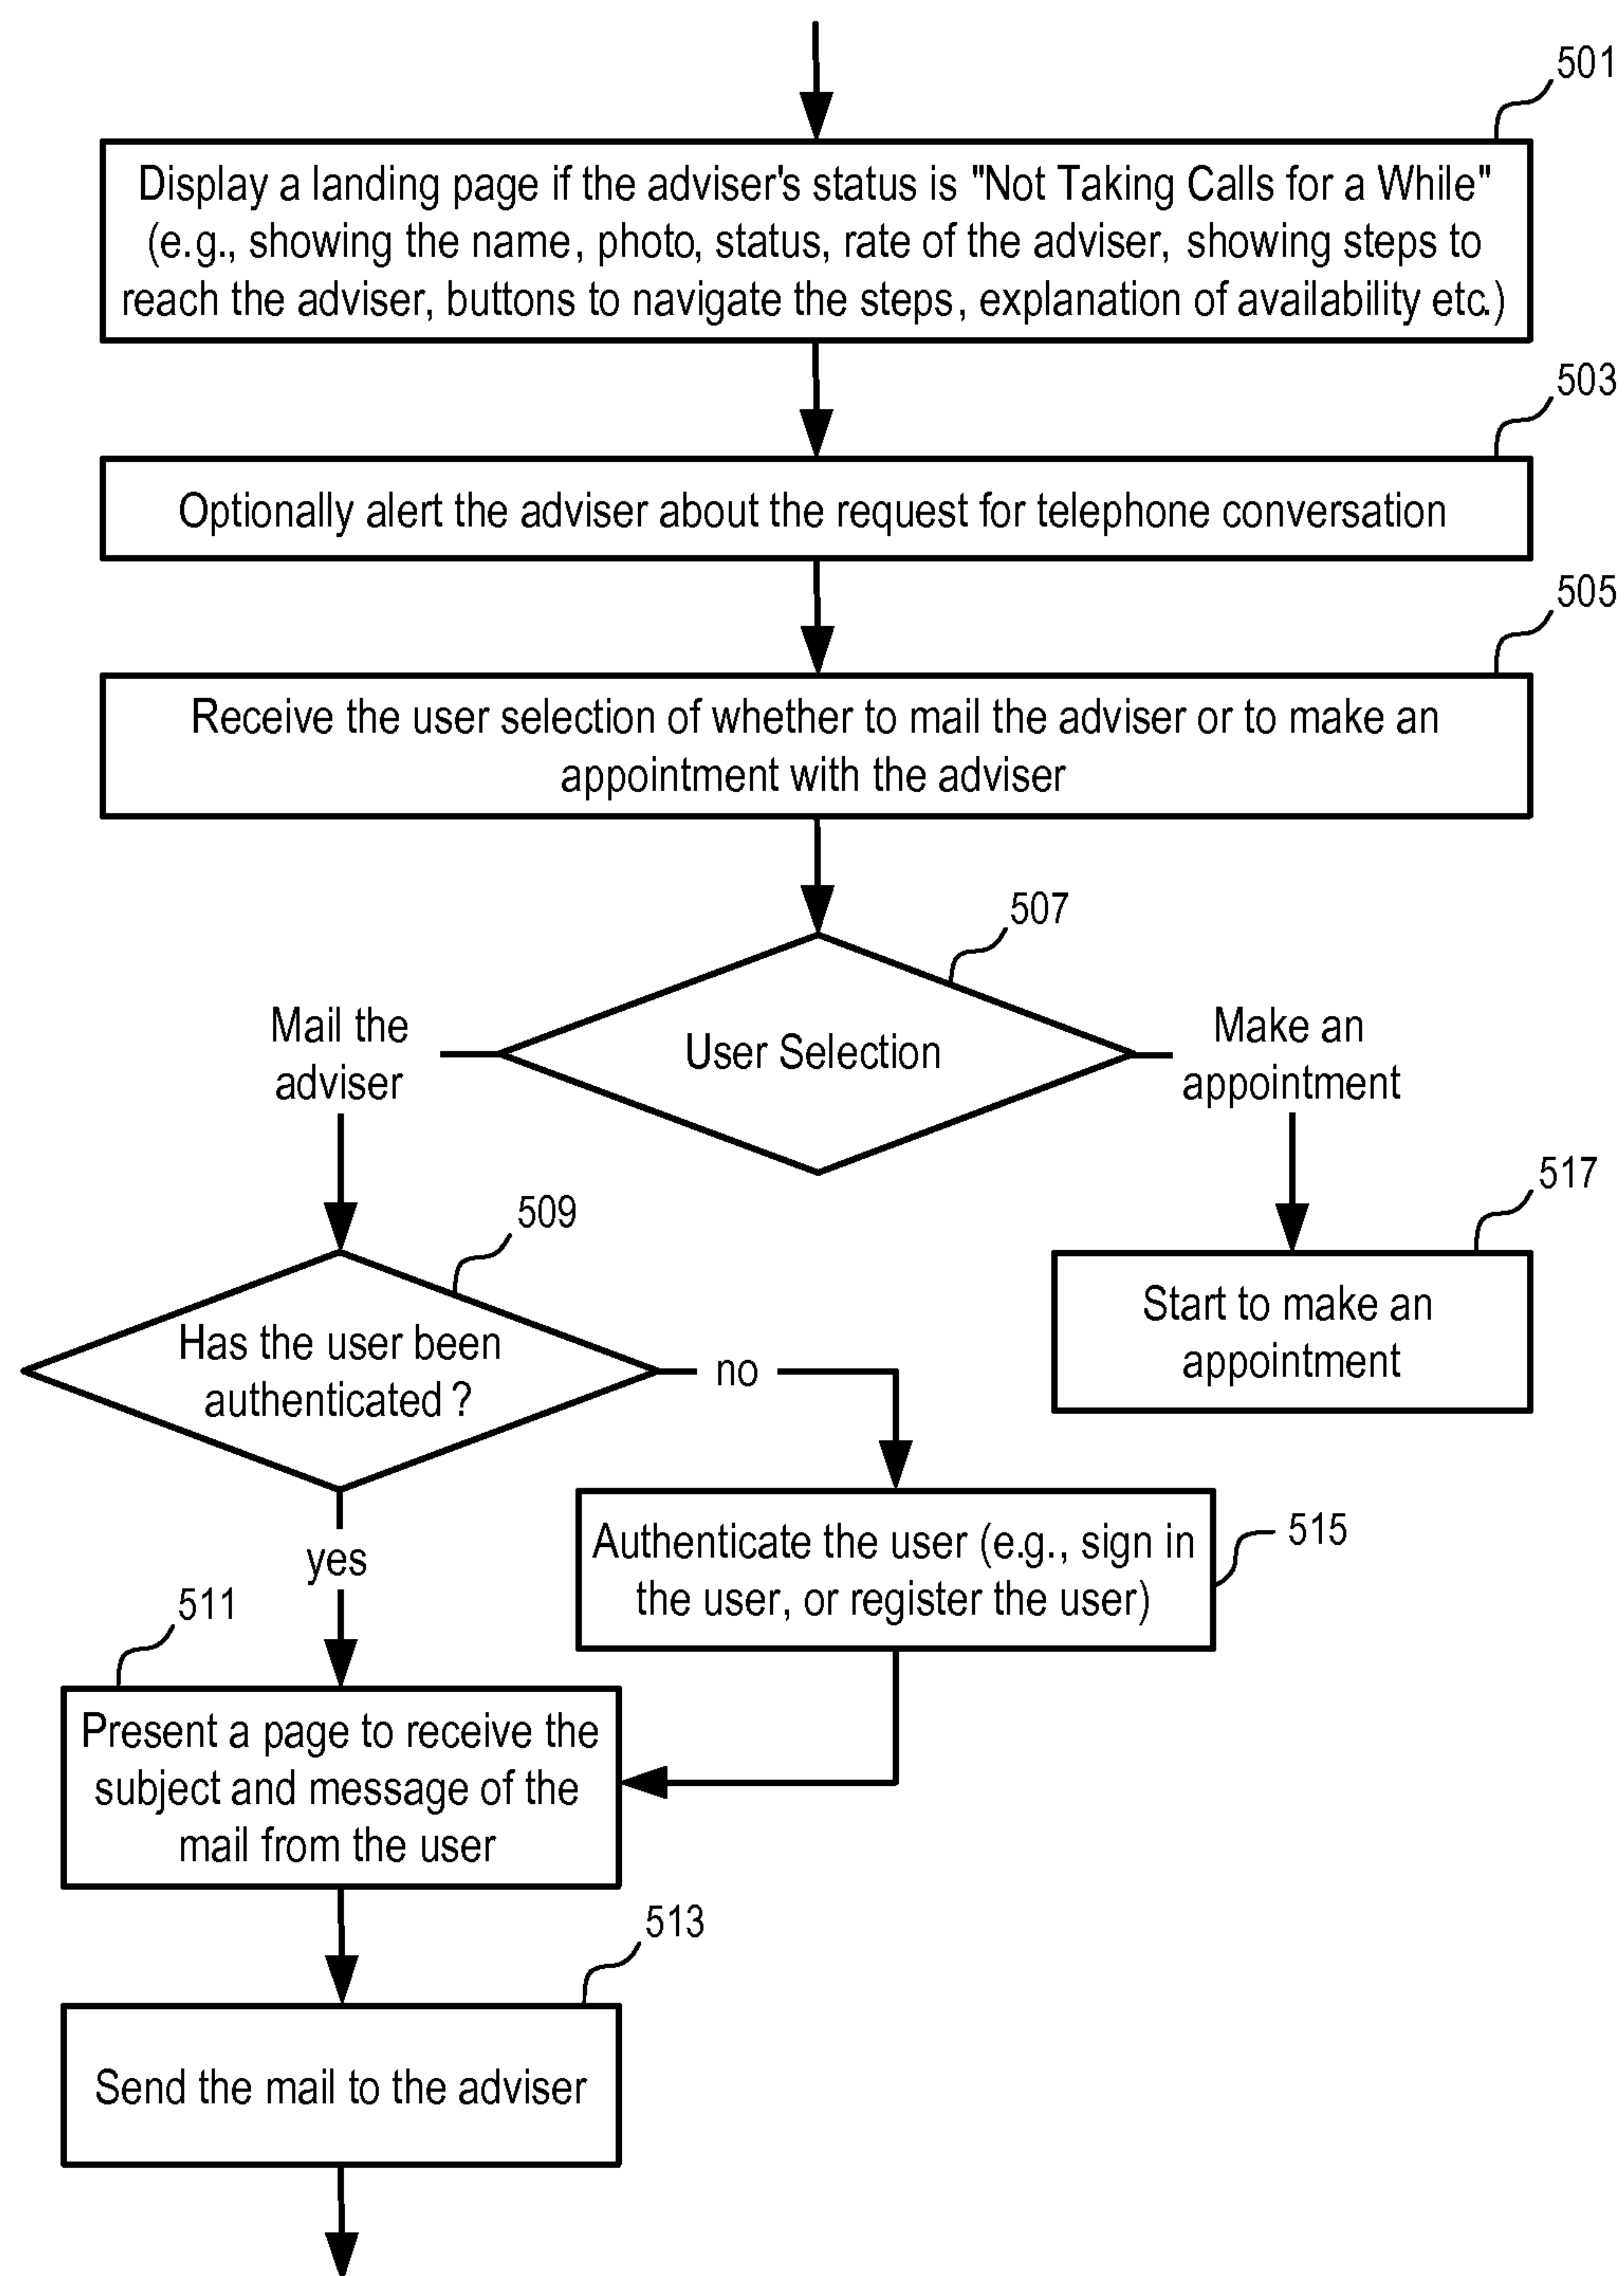 501
Display a landing page if the adviser's status is "Not Taking Calls for a While"
(e.g., showing the name, photo, status, rate of the adviser, showing steps to
reach the adviser, buttons to navigate the steps, explanation of availability etc.)
503
Optionally alert the adviser about the request for telephone conversation
505
Receive the user selection of whether to mail the adviser or to make an
appointment with the adviser
507
User Selection
Mail the
adviser
Make an
appointment
509
Has the user been
authenticated ?
no
yes
517
Start to make an
appointment
515
Authenticate the user (e.g., sign in
the user, or register the user)
511
Present a page to receive the
subject and message of the
mail from the user
513
Send the mail to the adviser